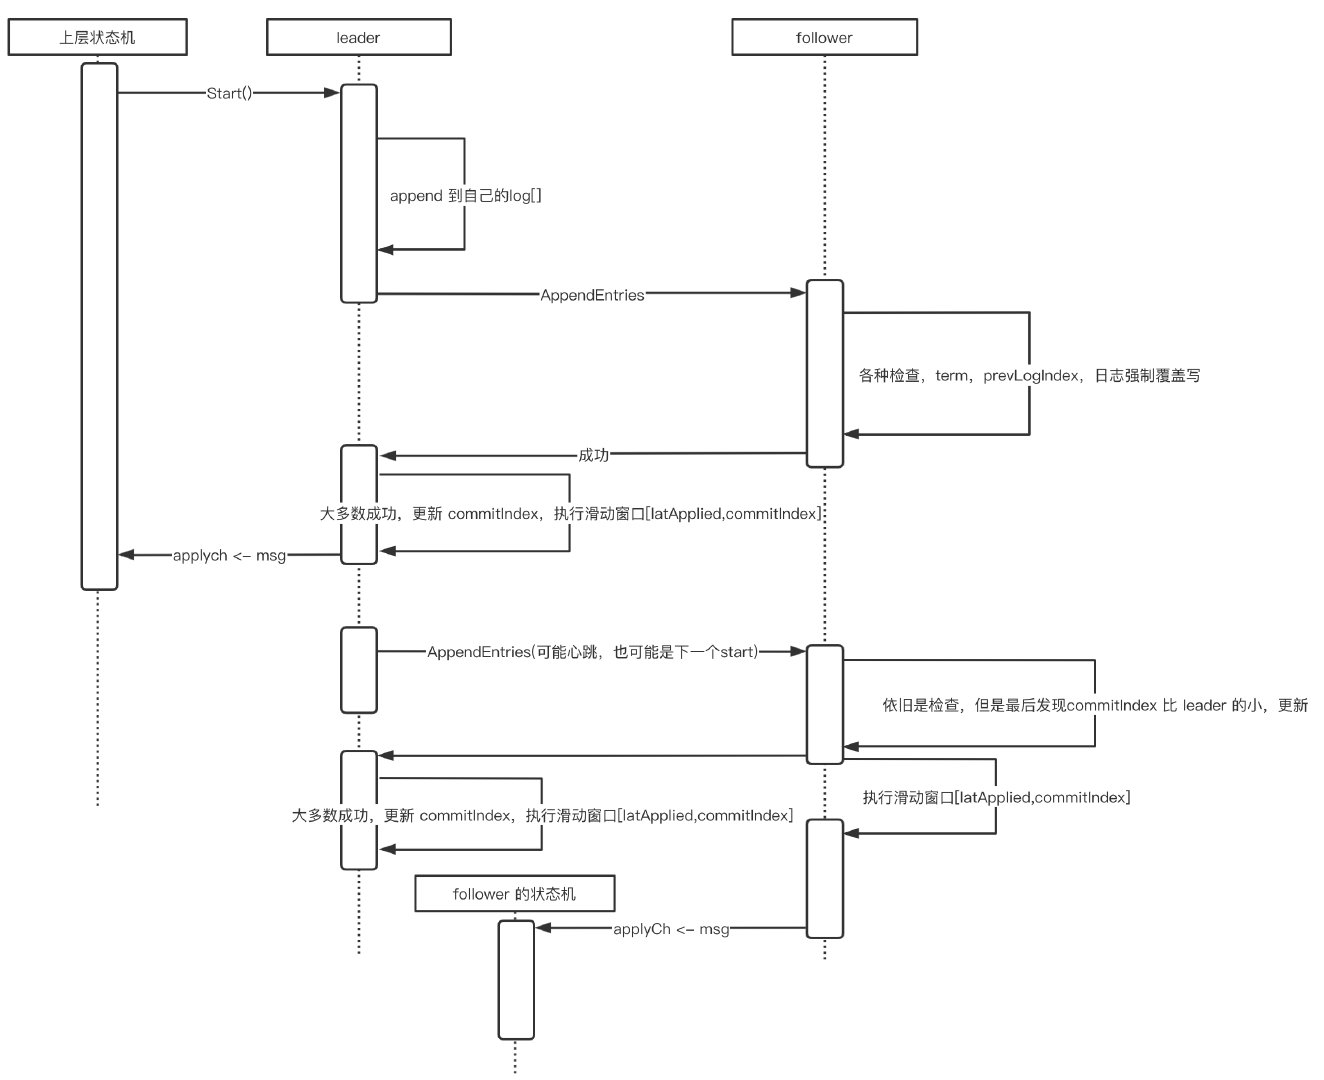 上层状态机
leader
follower
Start()
append 到自己的log[]
AppendEntries
各种检查，term，prevLogIndex，日志强制覆盖写
成功
大多数成功，更新 commitIndex，执行滑动窗口[latApplied,commitIndex]
applych <- msg
AppendEntries(可能心跳，也可能是下一个start)
依旧是检查，但是最后发现commitIndex 比 leader 的小，更新
执行滑动窗口[latApplied,commitIndex]
大多数成功，更新 commitIndex，执行滑动窗口[latApplied,commitIndex]
follower 的状态机
applyCh <- msg